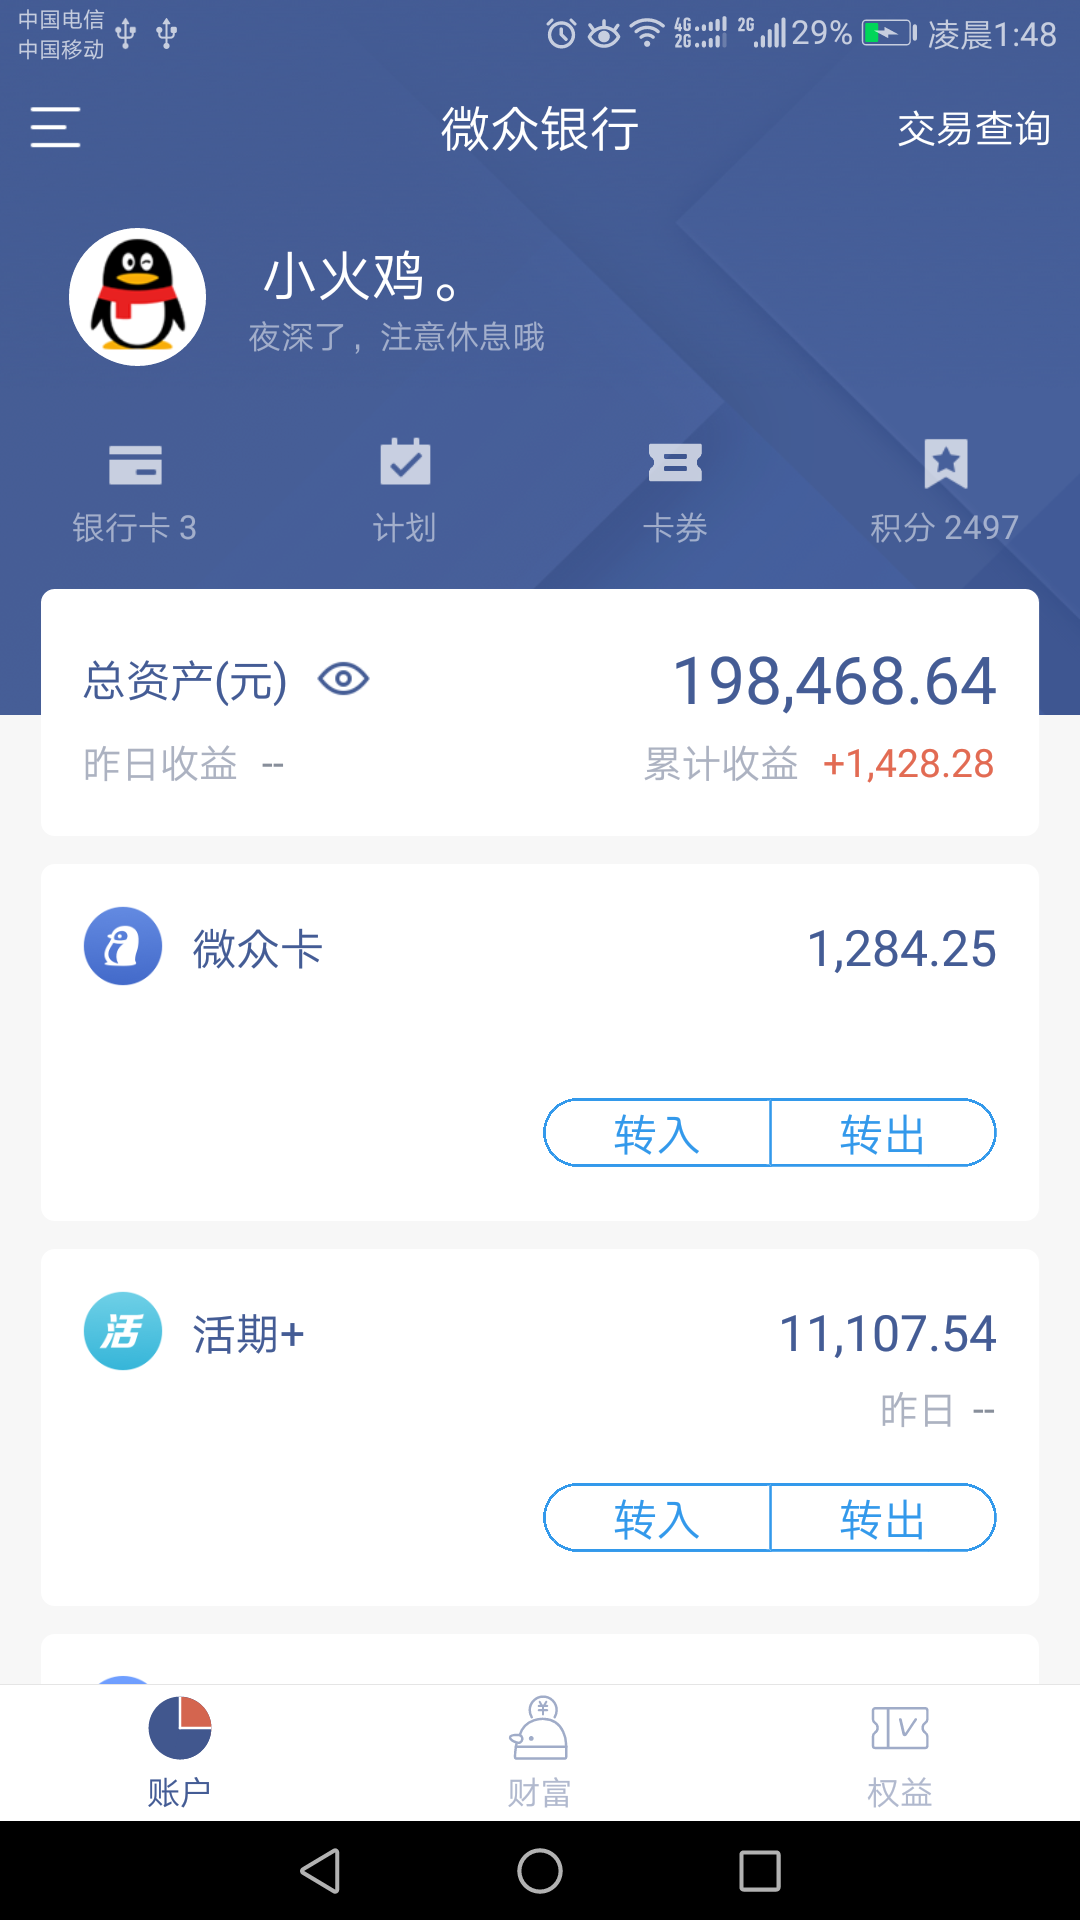 中国电信
中国移动
4G 2G 2G 29% 凌晨1:48
微众银行 交易查询
小火鸡。
夜深了，注意休息哦
银行卡 3 计划 卡券 积分 2497
总资产(元) 198,468.64
昨日收益 -- 累计收益 +1,428.28
微众卡 1,284.25
转入 转出
活 活期+ 11,107.54
昨日 --
转入 转出
账户 财富 权益